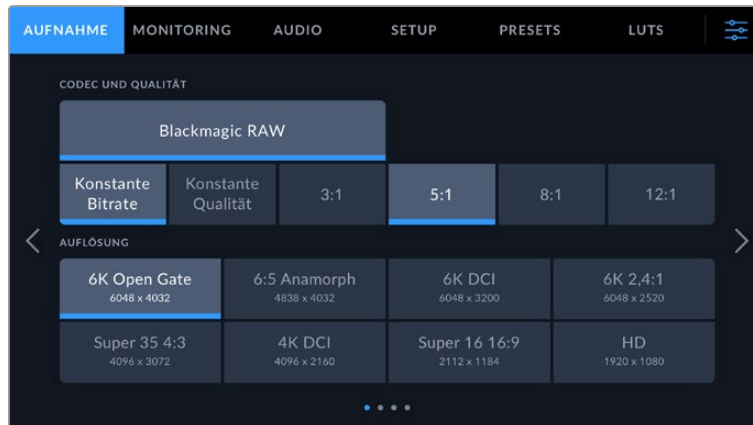 AUFNAHME MONITORING AUDIO SETUP PRESETS LUTS
CODEC UND QUALITÄT
Blackmagic RAW
Konstante Bitrate Konstante Qualität 3:1 5:1 8:1 12:1
AUFLÖSUNG
6K Open Gate 6:5 Anamorph 6K DCI 6K 2,4:1
6048 x 4032 4838 x 4032 6048 x 3200 6048 x 2520
Super 35 4:3 4K DCI Super 16 16:9 HD
4096 x 3072 4096 x 2160 2112 x 1184 1920 x 1080